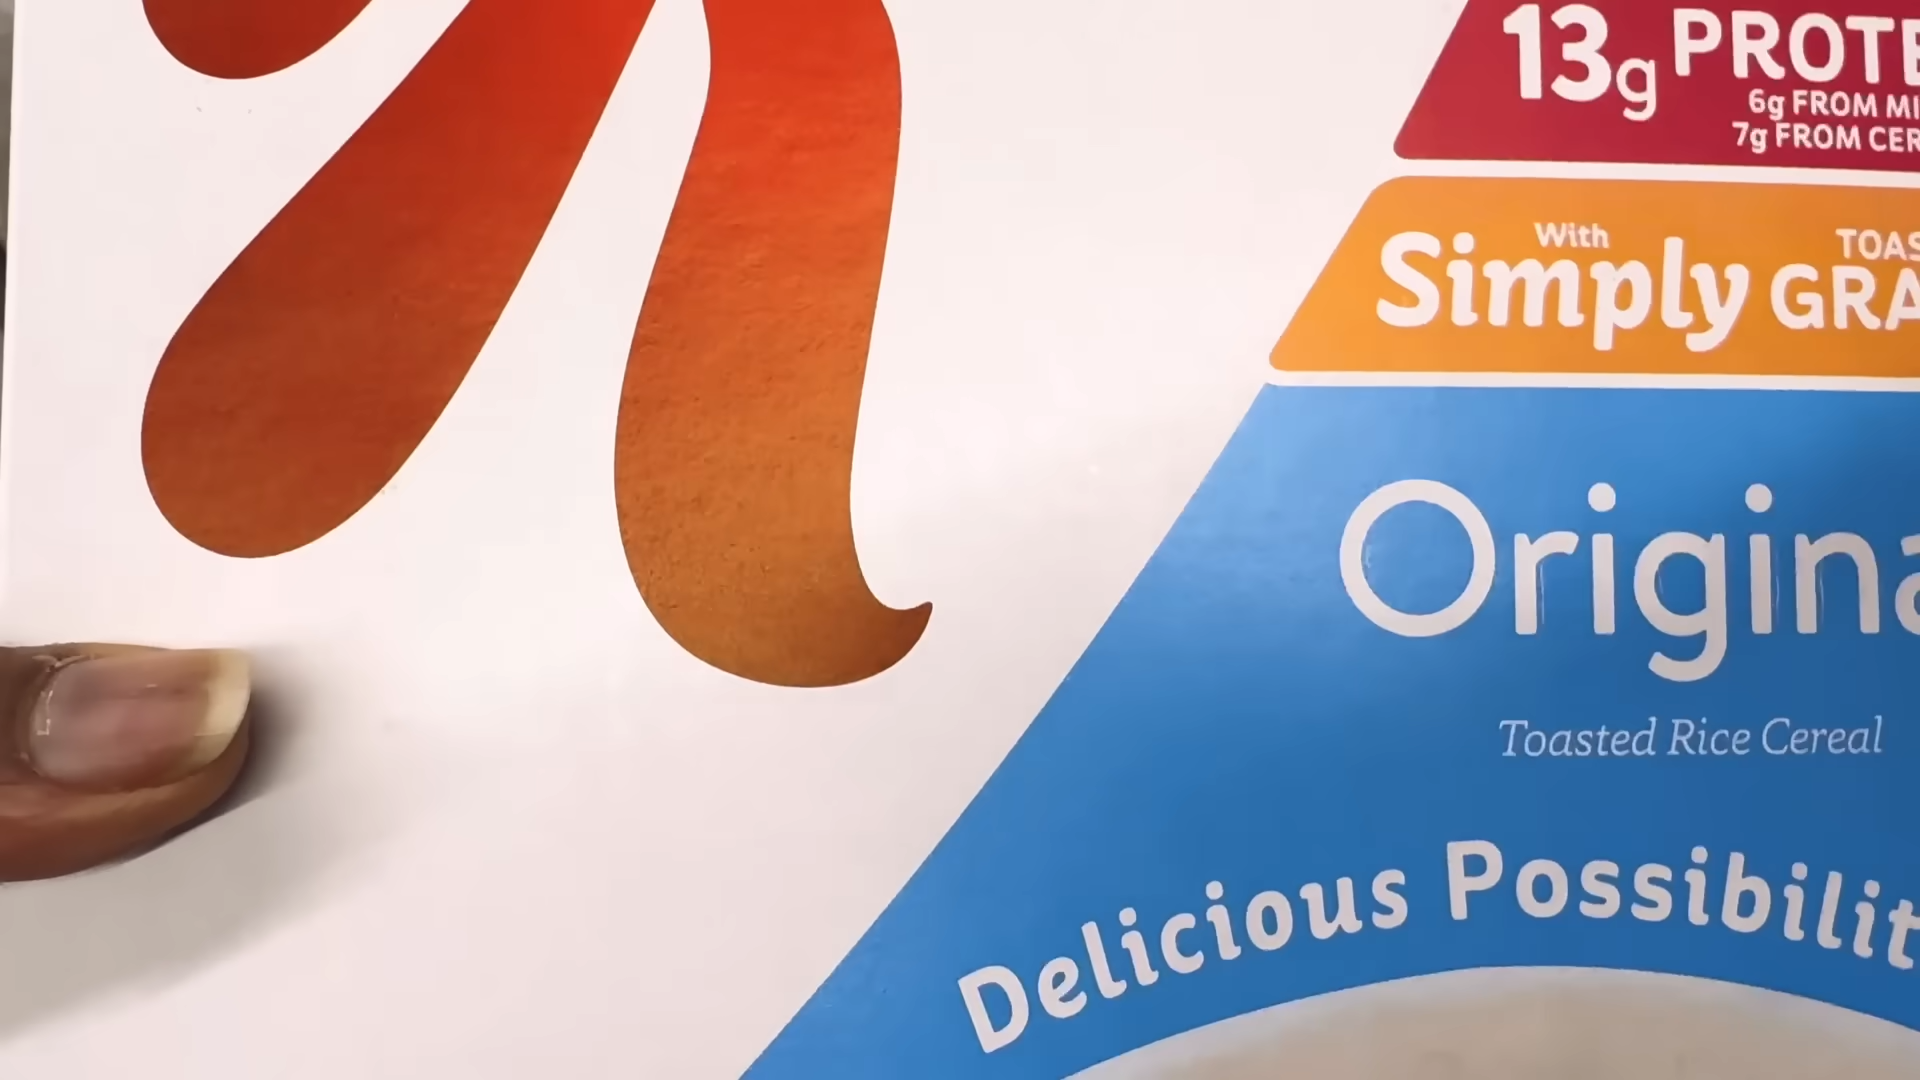 13g PROTE
6g FROM MI
7g FROM CER
With
Simply
TOAS
GRA
Origina
Toasted Rice Cereal
Delicious Possibilit